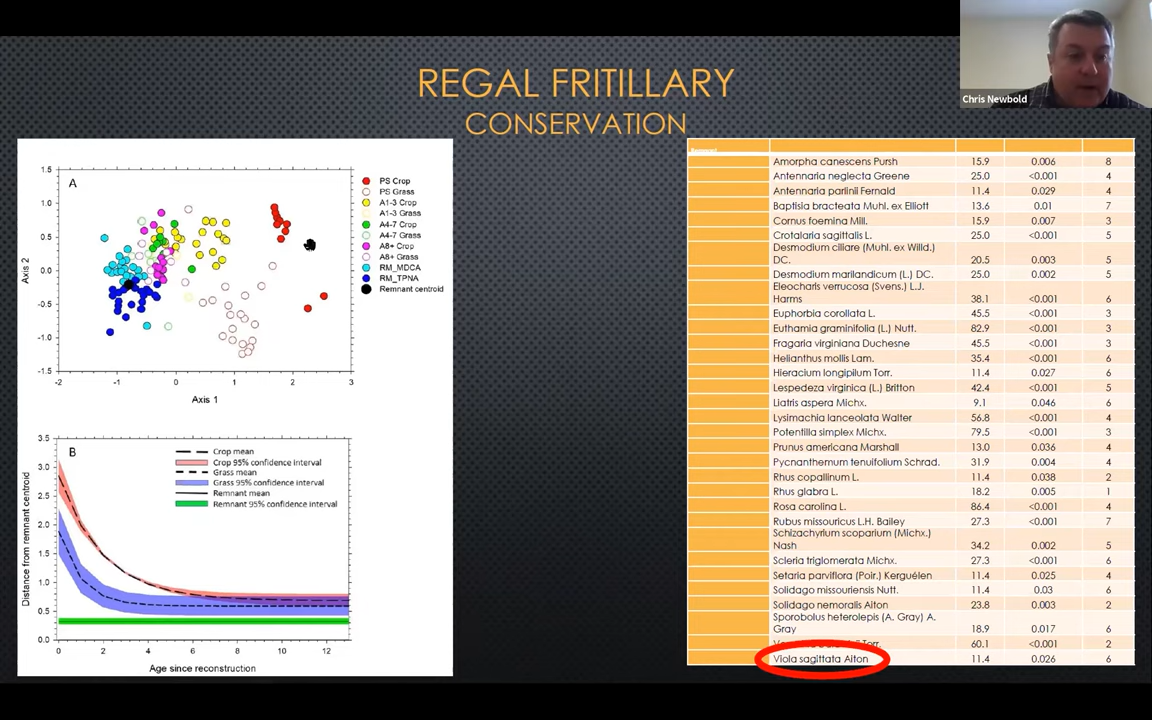 Chris Newbold
REGAL FRITILLARY
CONSERVATION
A
1.5
1.0
0.5
0.0
-0.5
-1.0
-1.5
Axis 2
-2 -1 0 1 2 3
Axis 1
PS Crop
PS Grass
A1-3 Crop
A1-3 Grass
A4-7 Crop
A4-7 Grass
A8+ Crop
A8+ Grass
RM_MDCA
RM_TPNA
Remnant centroid
B
3.5
3.0
2.5
2.0
1.5
1.0
0.5
0.0
Distance from remnant centroid
0 2 4 6 8 10 12
Age since reconstruction
Crop mean
Crop 95% confidence interval
Grass mean
Grass 95% confidence interval
Remnant mean
Remnant 95% confidence interval
Remnant
Amorpha canescens Pursh 15.9 0.006 8
Antennaria neglecta Greene 25.0 <0.001 4
Antennaria parlinii Fernald 11.4 0.029 4
Baptisia bracteata Muhl. ex Elliott 13.6 0.01 7
Cornus foemina Mill. 15.9 0.007 3
Crotalaria sagittalis L. 25.0 <0.001 5
Desmodium ciliare (Muhl. ex Willd.)
DC. 20.5 0.003 5
Desmodium marilandicum (L.) DC. 25.0 0.002 5
Eleocharis verrucosa (Svens.) L.J.
Harms 38.1 <0.001 6
Euphorbia corollata L. 45.5 <0.001 3
Euthamia graminifolia (L.) Nutt. 82.9 <0.001 3
Fragaria virginiana Duchesne 45.5 <0.001 3
Helianthus mollis Lam. 35.4 <0.001 6
Hieracium longipilum Torr. 11.4 0.027 6
Lespedeza virginica (L.) Britton 42.4 <0.001 5
Liatris aspera Michx. 9.1 0.046 6
Lysimachia lanceolata Walter 56.8 <0.001 4
Potentilla simplex Michx. 79.5 <0.001 3
Prunus americana Marshall 13.0 0.036 4
Pycnanthemum tenuifolium Schrad. 31.9 0.004 4
Rhus copallinum L. 11.4 0.038 2
Rhus glabra L. 18.2 0.005 1
Rosa carolina L. 86.4 <0.001 4
Rubus missouricus L.H. Bailey 27.3 <0.001 7
Schizachyrium scoparium (Michx.)
Nash 34.2 0.002 5
Scleria triglomerata Michx. 27.3 <0.001 6
Setaria parviflora (Poir.) Kerguélen 11.4 0.025 4
Solidago missouriensis Nutt. 11.4 0.03 6
Solidago nemoralis Aiton 23.8 0.003 2
Sporobolus heterolepis (A. Gray) A.
Gray 18.9 0.017 6
Torr. 60.1 <0.001 2
Viola sagittata Aiton 11.4 0.026 6